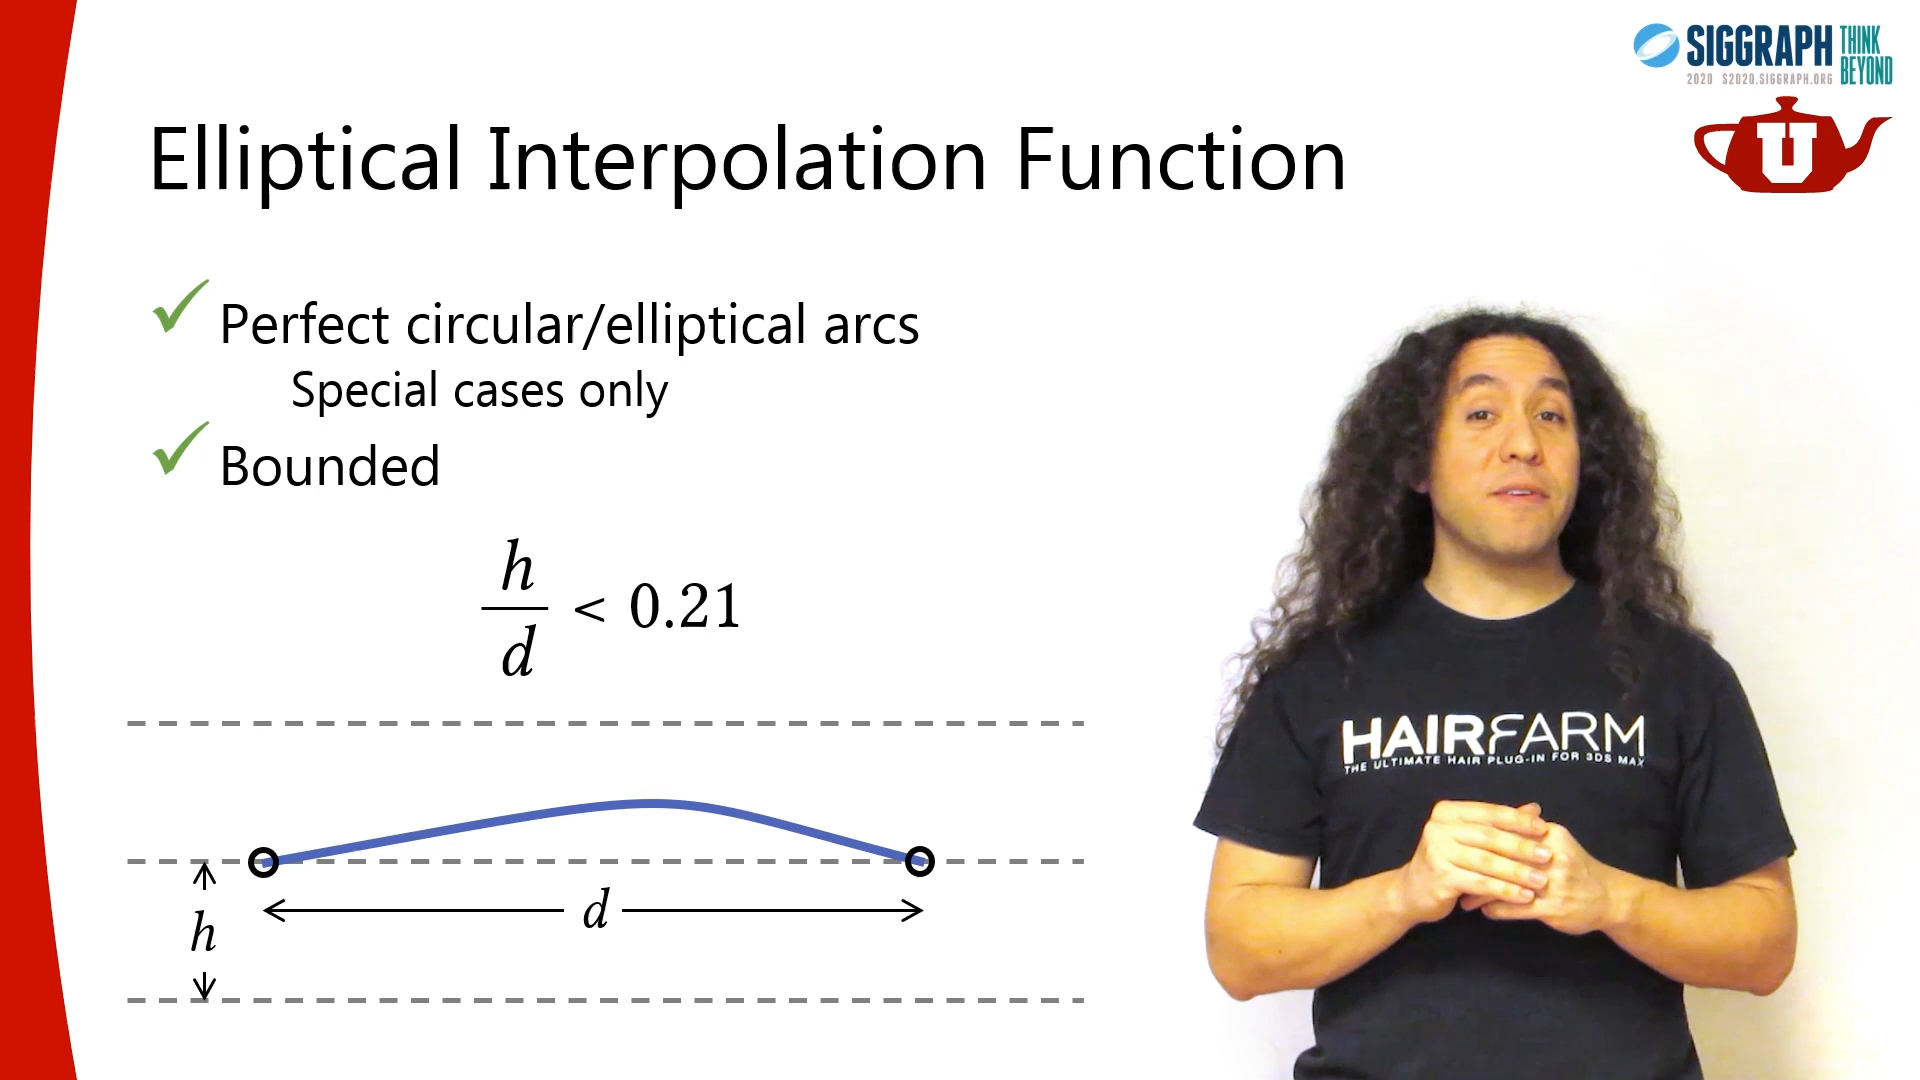 SIGGRAPH THINK BEYOND
2020 S2020.SIGGRAPH.ORG
U
Elliptical Interpolation Function
✓ Perfect circular/elliptical arcs
Special cases only
✓ Bounded
h/d < 0.21
h
d
HAIRFARM
THE ULTIMATE HAIR PLUG-IN FOR 3DS MAX